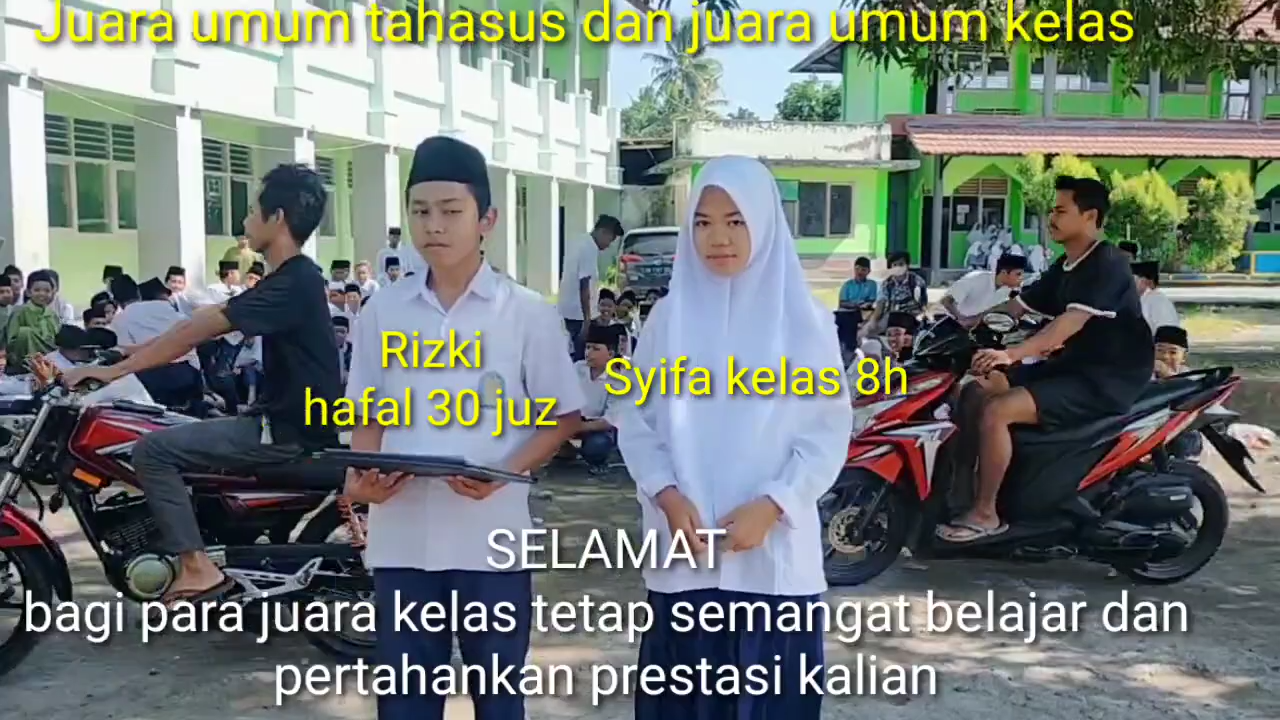 Juara umum tahasus dan juara umum kelas
Rizki
hafal 30 juz
Syifa kelas 8h
SELAMAT
bagi para juara kelas tetap semangat belajar dan
pertahankan prestasi kalian